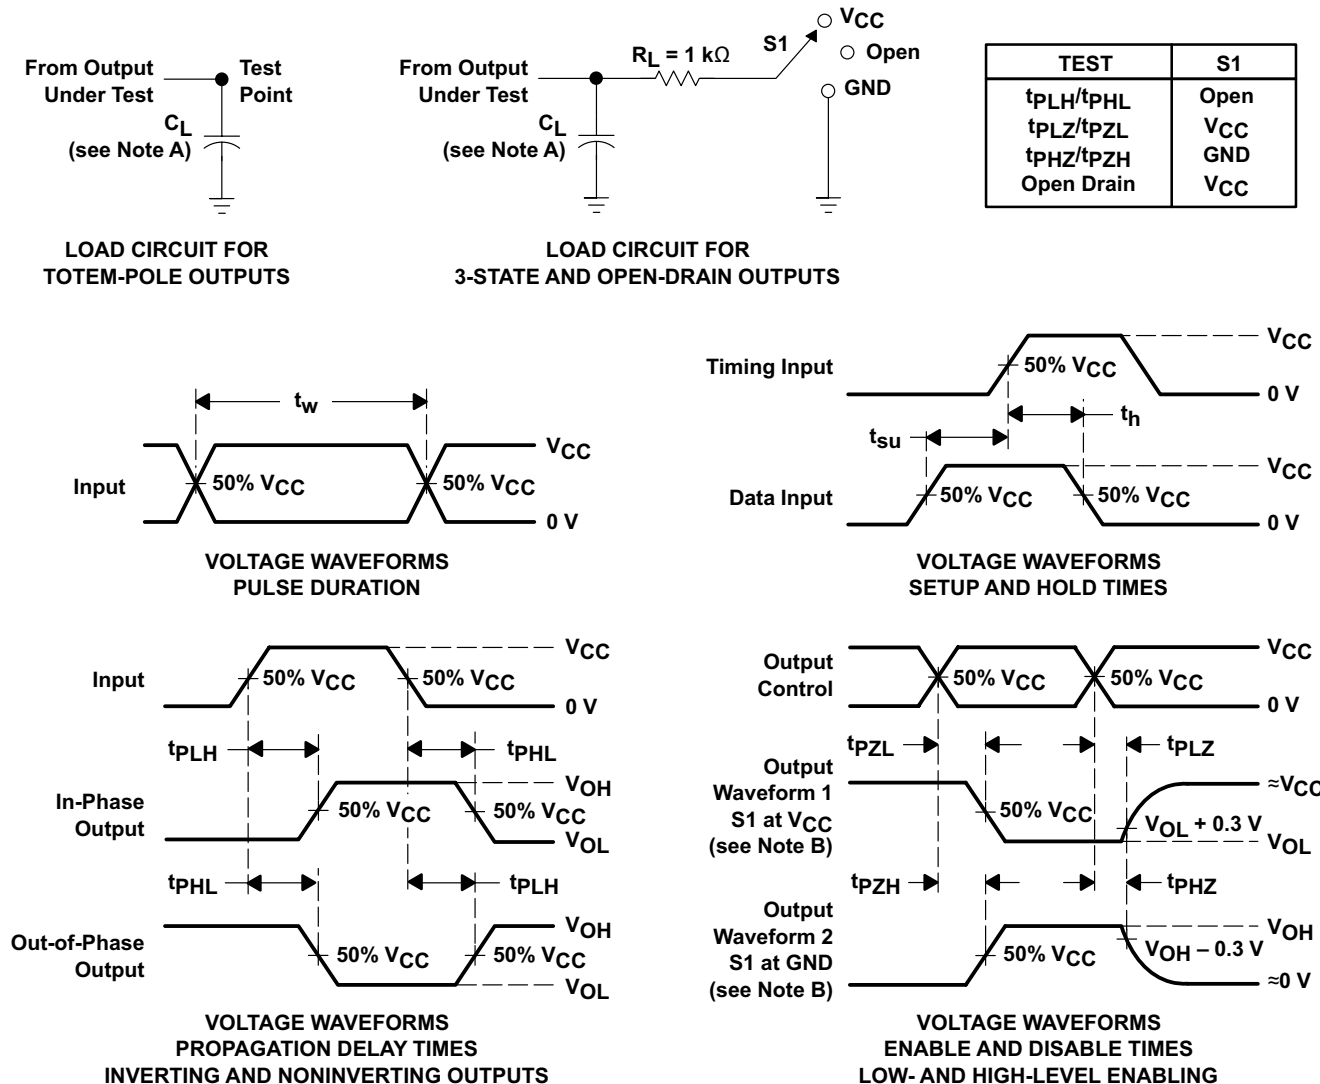 From Output
Under Test
Test
Point
CL
(see Note A)
LOAD CIRCUIT FOR
TOTEM-POLE OUTPUTS
From Output
Under Test
RL = 1 kΩ
S1
VCC
Open
GND
CL
(see Note A)
LOAD CIRCUIT FOR
3-STATE AND OPEN-DRAIN OUTPUTS
TEST S1
tPLH/tPHL Open
tPLZ/tPZL VCC
tPHZ/tPZH GND
Open Drain VCC
tw
Input
50% VCC
50% VCC
VCC
0 V
VOLTAGE WAVEFORMS
PULSE DURATION
Timing Input
50% VCC
VCC
0 V
tsu
th
Data Input
50% VCC
50% VCC
VCC
0 V
VOLTAGE WAVEFORMS
SETUP AND HOLD TIMES
Input
50% VCC
50% VCC
VCC
0 V
tPLH
tPHL
In-Phase
Output
50% VCC
50% VCC
VOH
VOL
tPHL
tPLH
Out-of-Phase
Output
50% VCC
50% VCC
VOH
VOL
VOLTAGE WAVEFORMS
PROPAGATION DELAY TIMES
INVERTING AND NONINVERTING OUTPUTS
Output
Control
50% VCC
50% VCC
VCC
0 V
tPZL
tPLZ
Output
Waveform 1
S1 at VCC
(see Note B)
50% VCC
VOL + 0.3 V
≈VCC
VOL
tPZH
tPHZ
Output
Waveform 2
S1 at GND
(see Note B)
50% VCC
VOH − 0.3 V
VOH
≈0 V
VOLTAGE WAVEFORMS
ENABLE AND DISABLE TIMES
LOW- AND HIGH-LEVEL ENABLING